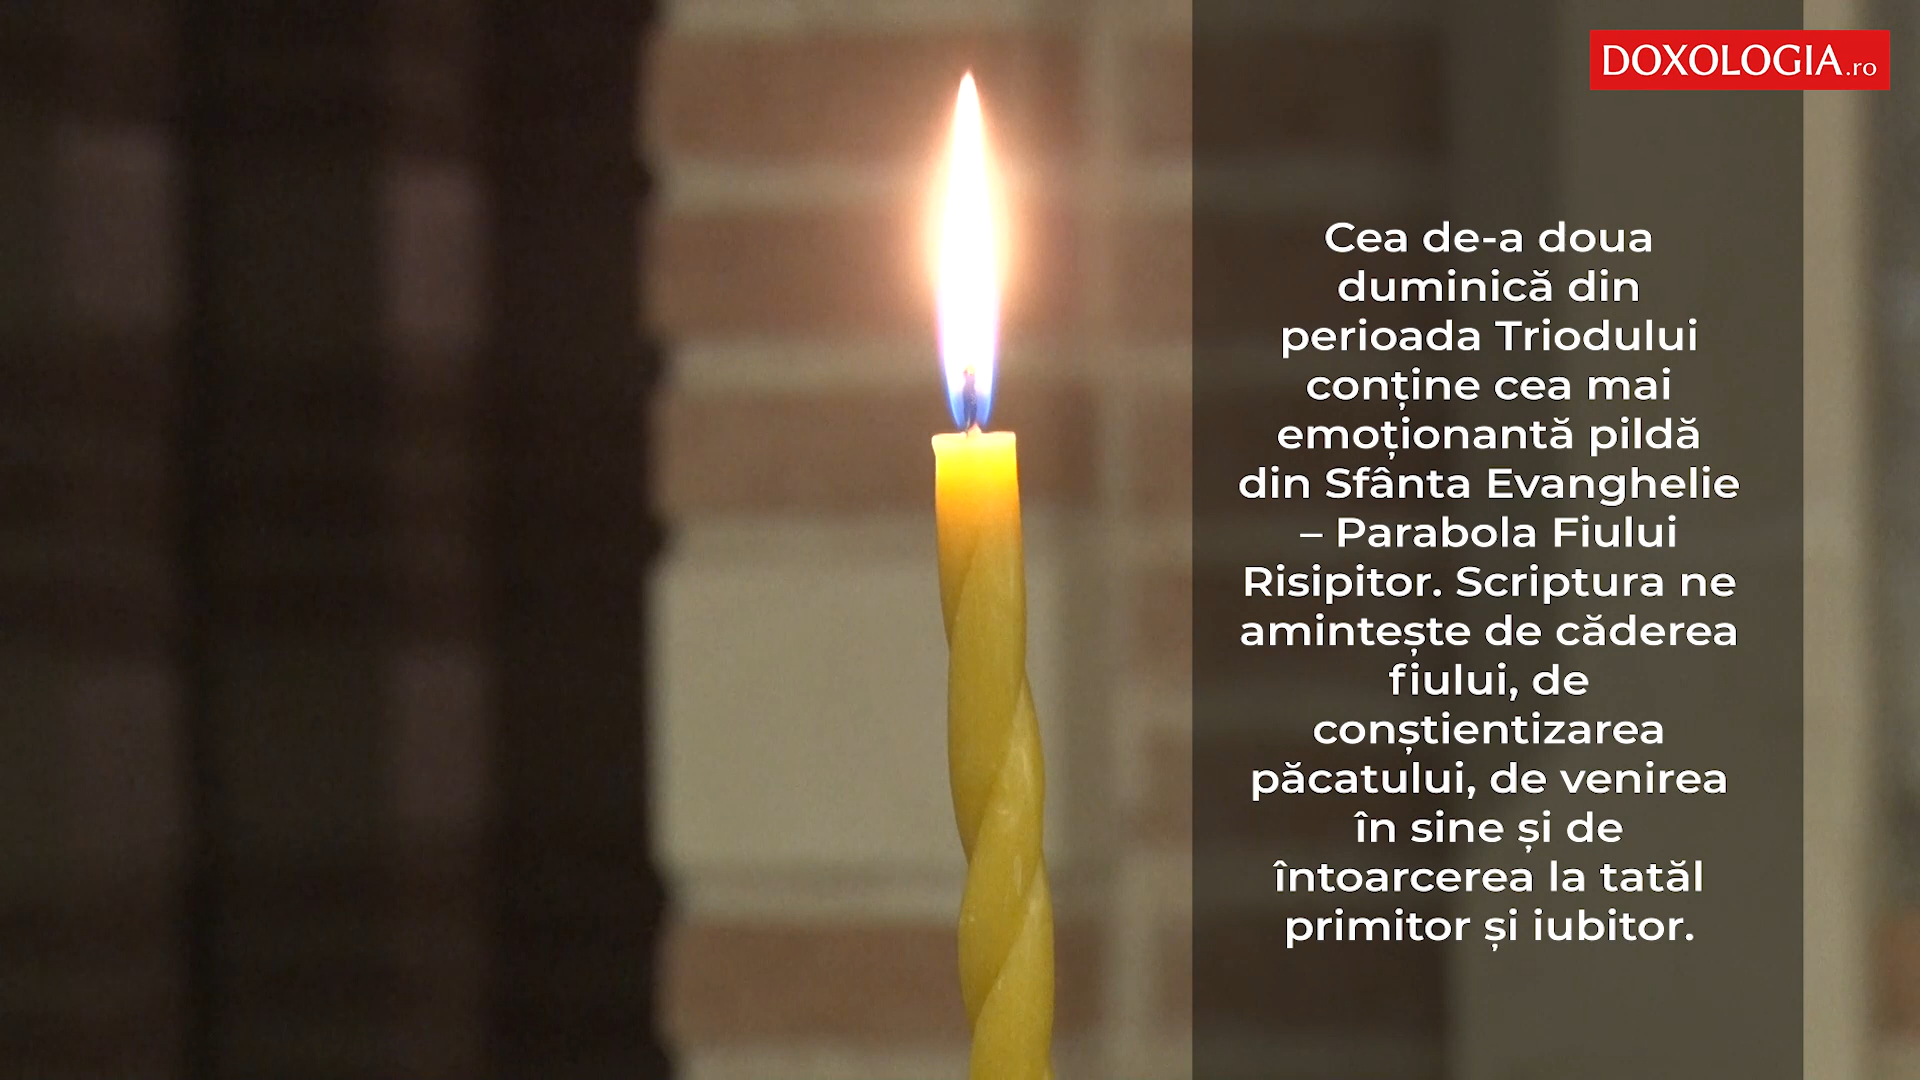 DOXOLOGIA.ro
Cea de-a doua
duminică din
perioada Triodului
conține cea mai
emoționantă pildă
din Sfânta Evanghelie
– Parabola Fiului
Risipitor. Scriptura ne
amintește de căderea
fiului, de
conștientizarea
păcatului, de venirea
în sine și de
întoarcerea la tatăl
primitor și iubitor.